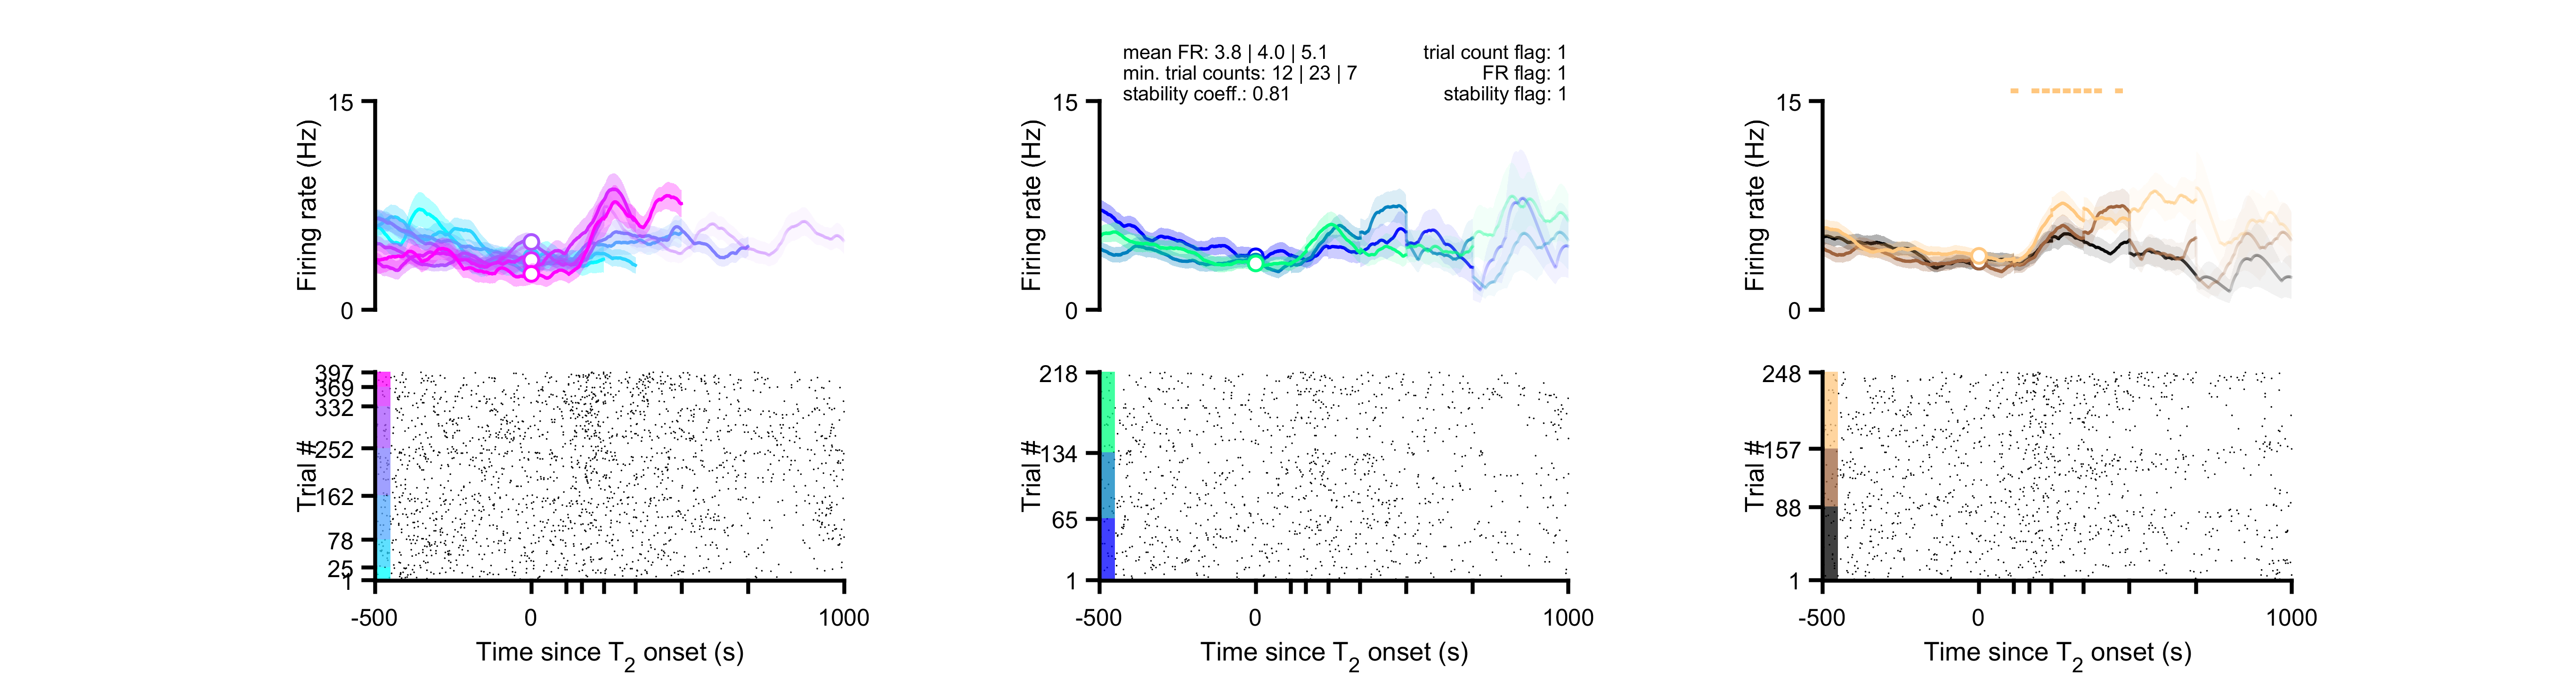 mean FR: 3.8 | 4.0 | 5.1
trial count flag: 1
min. trial counts: 12 | 23 | 7
FR flag: 1
stability coeff.: 0.81
stability flag: 1
15
Firing rate (Hz)
0
15
Firing rate (Hz)
0
15
Firing rate (Hz)
0
397
369
332
252
162
78
25
1
Trial #
-500
0
1000
Time since T2 onset (s)
218
134
65
1
Trial #
-500
0
1000
Time since T2 onset (s)
248
157
88
1
Trial #
-500
0
1000
Time since T2 onset (s)